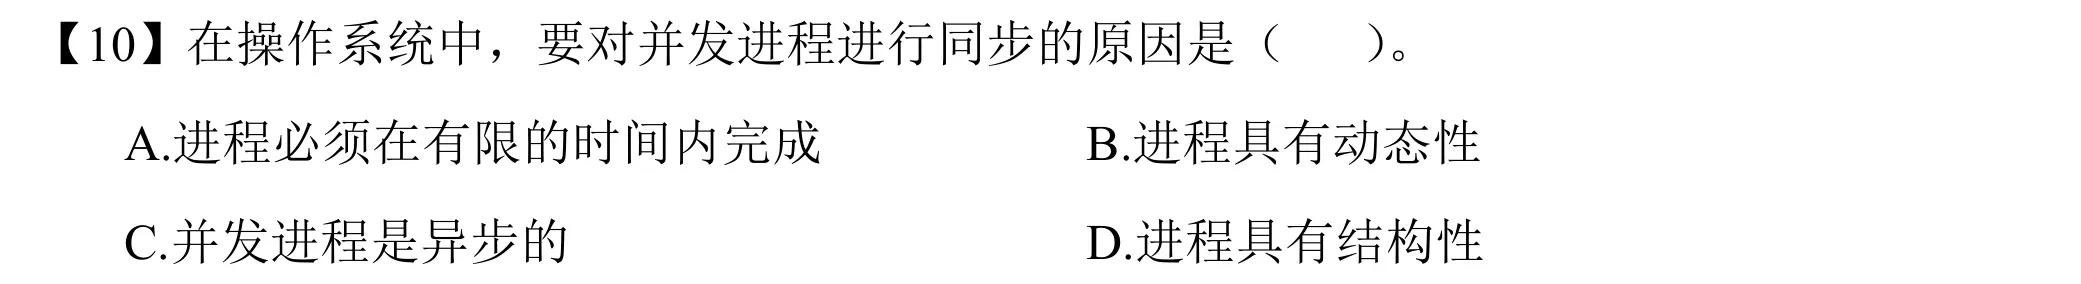 【10】在操作系统中，要对并发进程进行同步的原因是（　　）。
A.进程必须在有限的时间内完成　　B.进程具有动态性
C.并发进程是异步的　　D.进程具有结构性